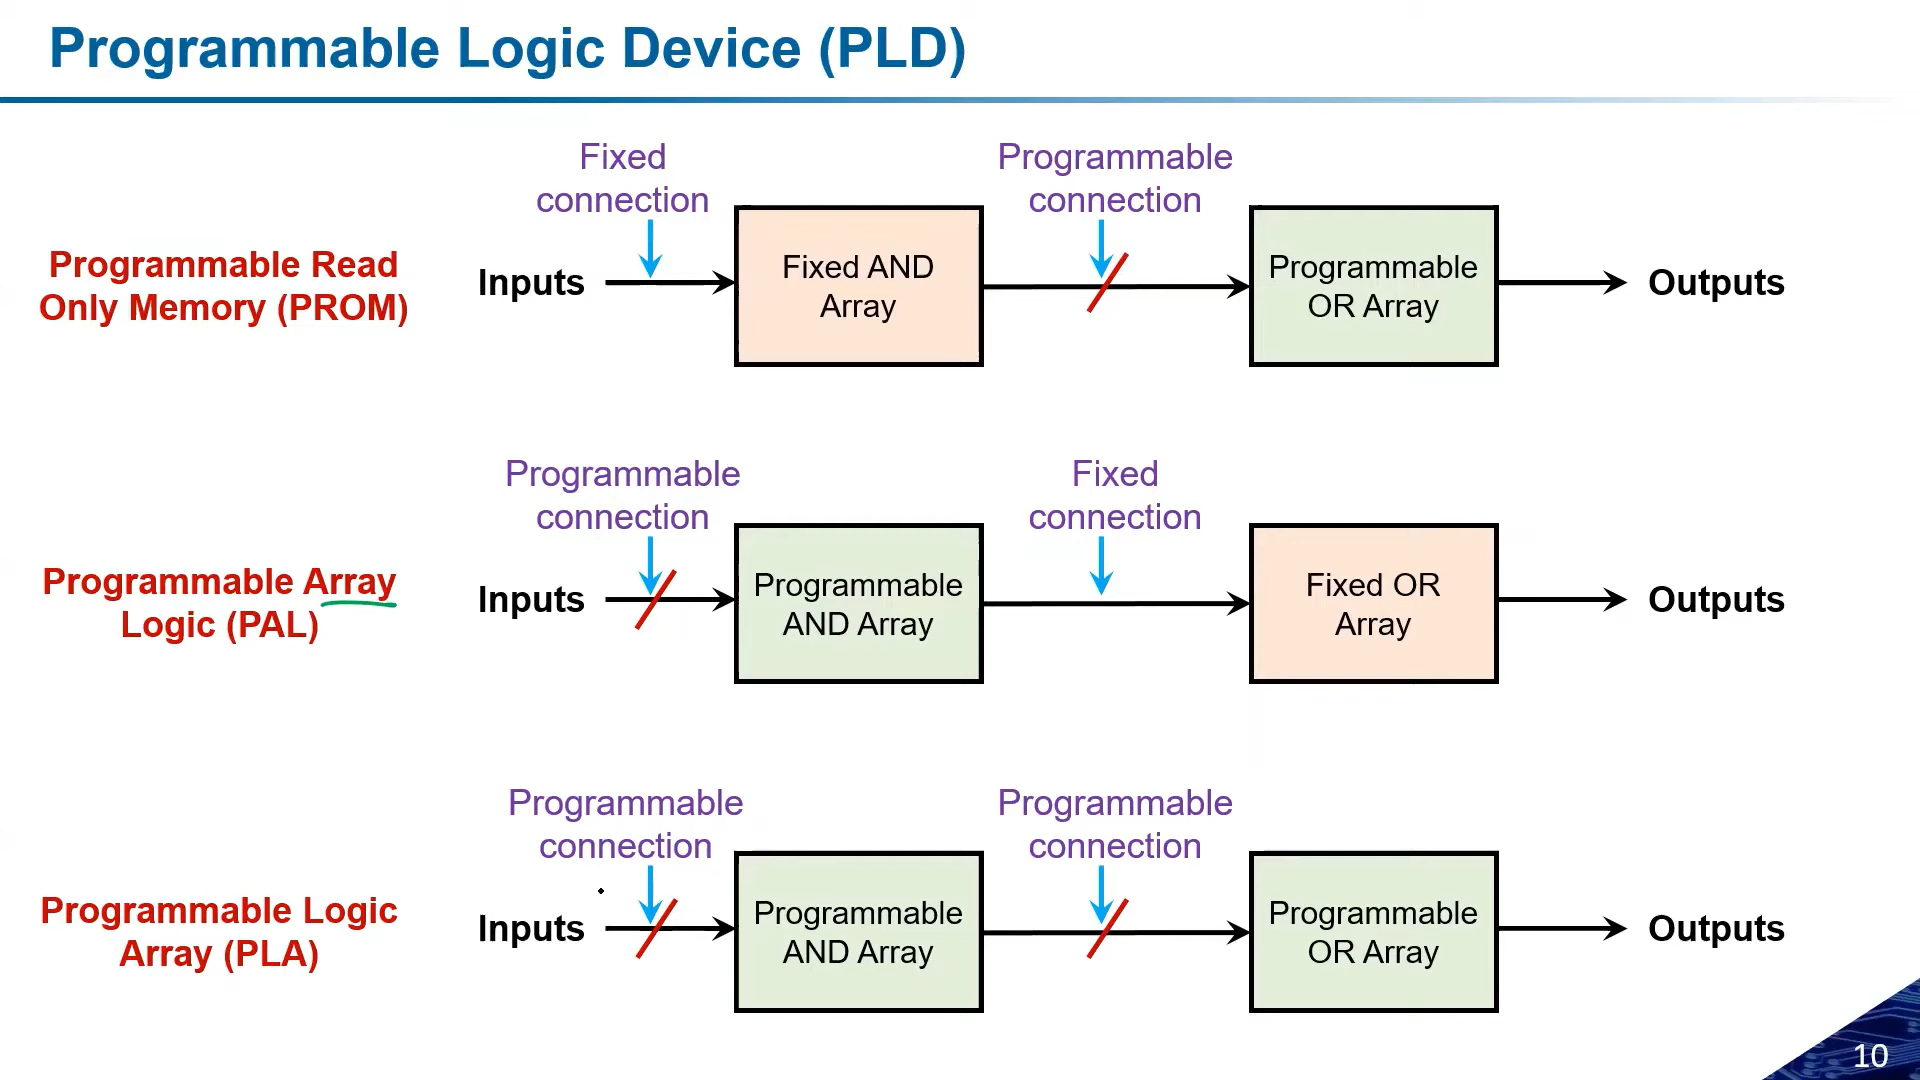 Programmable Logic Device (PLD)
Fixed
connection
Programmable
connection
Programmable Read
Only Memory (PROM)
Inputs
Fixed AND
Array
Programmable
OR Array
Outputs
Programmable
connection
Fixed
connection
Programmable Array
Logic (PAL)
Inputs
Programmable
AND Array
Fixed OR
Array
Outputs
Programmable
connection
Programmable
connection
Programmable Logic
Array (PLA)
Inputs
Programmable
AND Array
Programmable
OR Array
Outputs
10